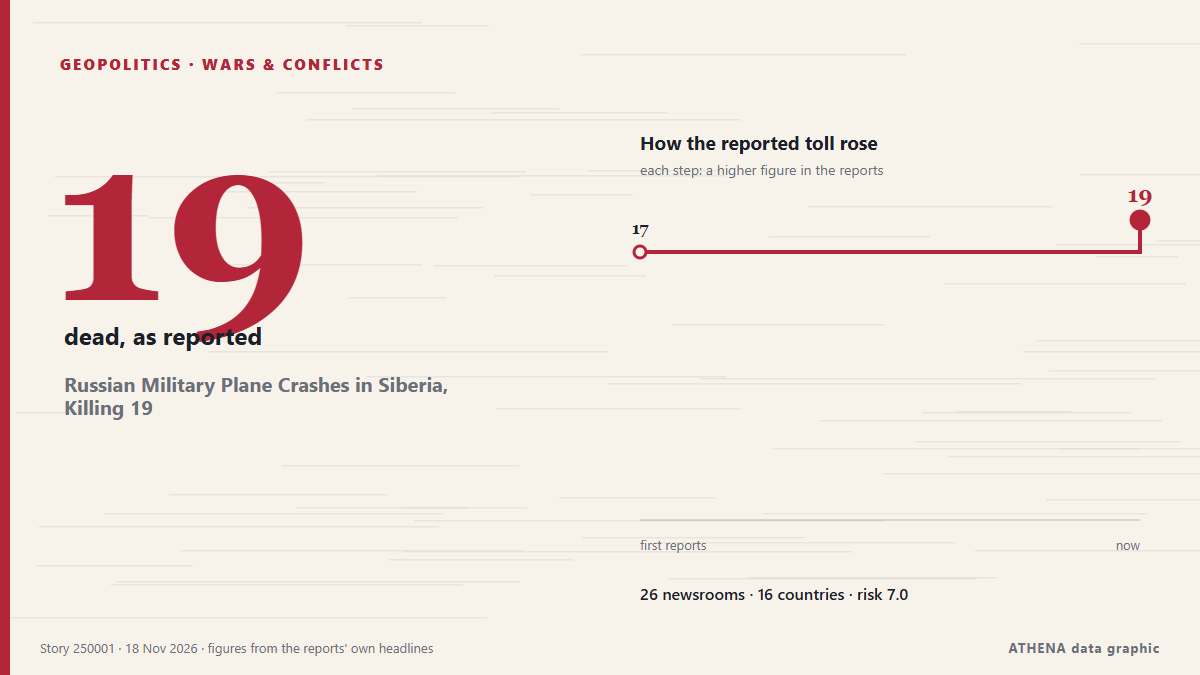 GEOPOLITICS · WARS & CONFLICTS
19
dead, as reported
Russian Military Plane Crashes in Siberia,
Killing 19
How the reported toll rose
each step: a higher figure in the reports
17
19
first reports
now
26 newsrooms · 16 countries · risk 7.0
Story 250001 · 18 Nov 2026 · figures from the reports' own headlines
ATHENA data graphic